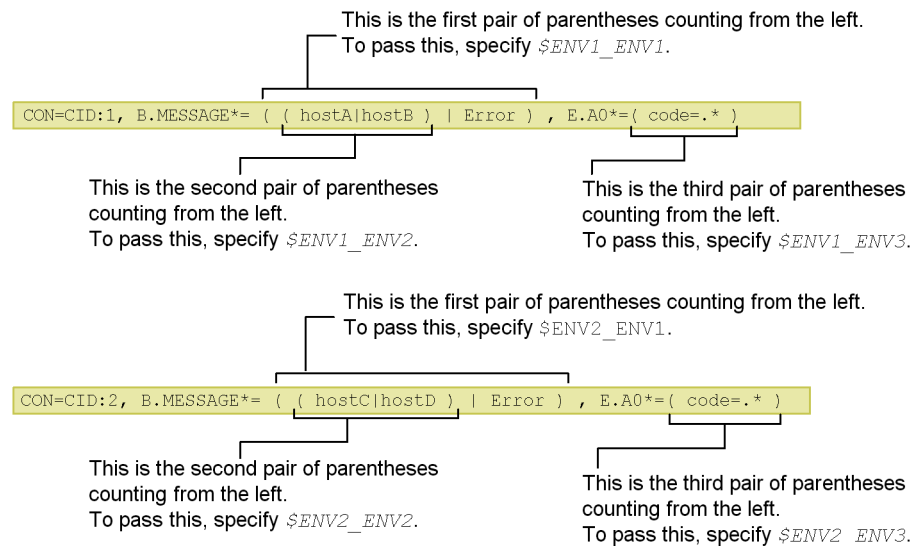 This is the first pair of parentheses counting from the left.
To pass this, specify $ENV1_ENV1.
CON=CID:1, B.MESSAGE*= ( ( hostA|hostB ) | Error ) , E.A0*=( code=.* )
This is the second pair of parentheses
counting from the left.
To pass this, specify $ENV1_ENV2.
This is the third pair of parentheses
counting from the left.
To pass this, specify $ENV1_ENV3.
This is the first pair of parentheses counting from the left.
To pass this, specify $ENV2_ENV1.
CON=CID:2, B.MESSAGE*= ( ( hostC|hostD ) | Error ) , E.A0*=( code=.* )
This is the second pair of parentheses
counting from the left.
To pass this, specify $ENV2_ENV2.
This is the third pair of parentheses
counting from the left.
To pass this, specify $ENV2_ENV3.